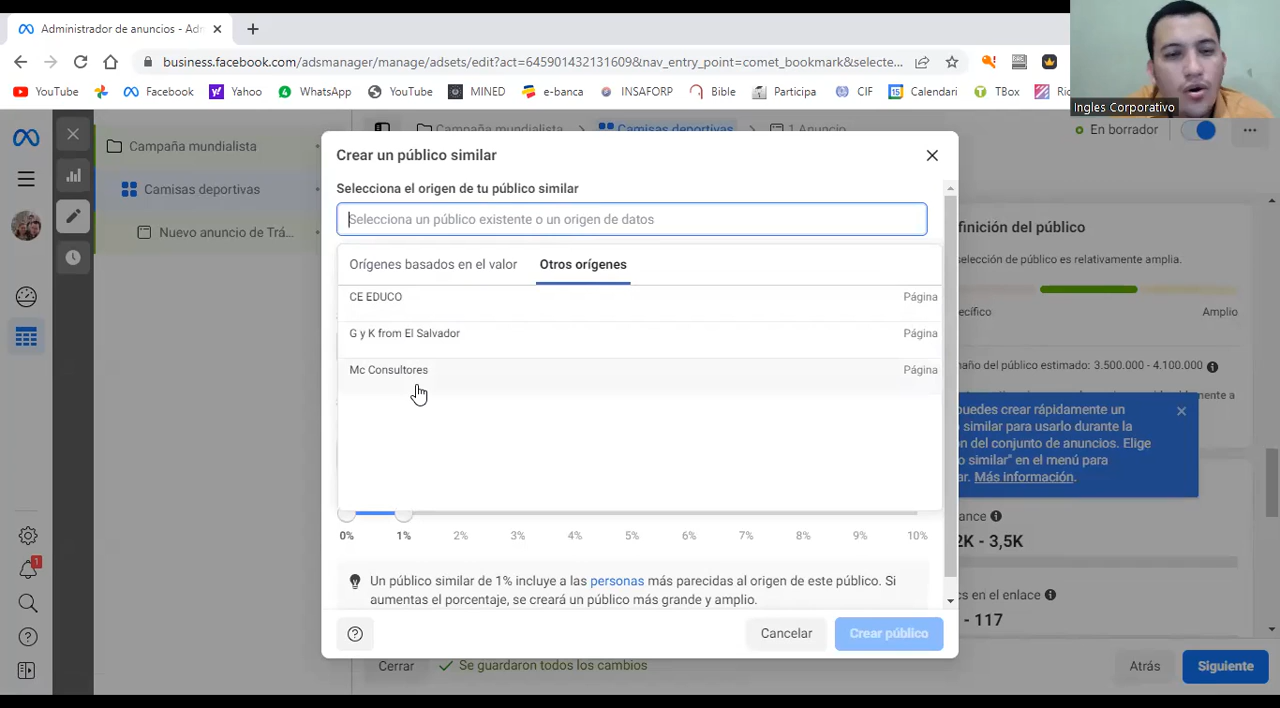 Administrador de anuncios - Adm
business.facebook.com/adsmanager/manage/adsets/edit?act=645901432131609&nav_entry_point=comet_bookmark&selecte...
YouTube
Facebook
Yahoo
WhatsApp
YouTube
MINED
e-banca
INSAFORP
Bible
Participa
CIF
Calendari
TBox
Ingles Corporativo
Campaña mundialista
Camisas deportivas
Nuevo anuncio de Trá...
1
Campaña mundialista
Camisas deportivas
1 Anuncio
En borrador
Crear un público similar
Selecciona el origen de tu público similar
Selecciona un público existente o un origen de datos
Orígenes basados en el valor
Otros orígenes
CE EDUCO
Página
G y K from El Salvador
Página
Mc Consultores
Página
0%
1%
2%
3%
4%
5%
6%
7%
8%
9%
10%
Un público similar de 1% incluye a las personas más parecidas al origen de este público. Si
aumentas el porcentaje, se creará un público más grande y amplio.
Cancelar
Crear público
finición del público
selección de público es relativamente amplia.
ecífico
Amplio
año del público estimado: 3.500.000 - 4.100.000
puedes crear rápidamente un
similar para usarlo durante la
ón del conjunto de anuncios. Elige
o similar" en el menú para
ar. Más información.
ance
2K - 3,5K
cs en el enlace
- 117
Cerrar
Se guardaron todos los cambios
Atrás
Siguiente